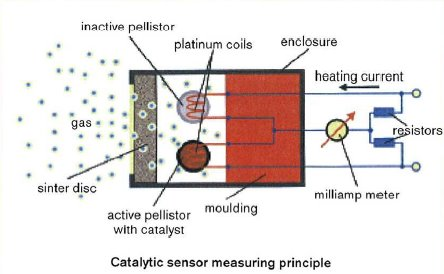 inactive pellistor
platinum coils
enclosure
heating current
gas
resistors
sinter disc
milliamp meter
moulding
active pellistor
with catalyst
Catalytic sensor measuring principle